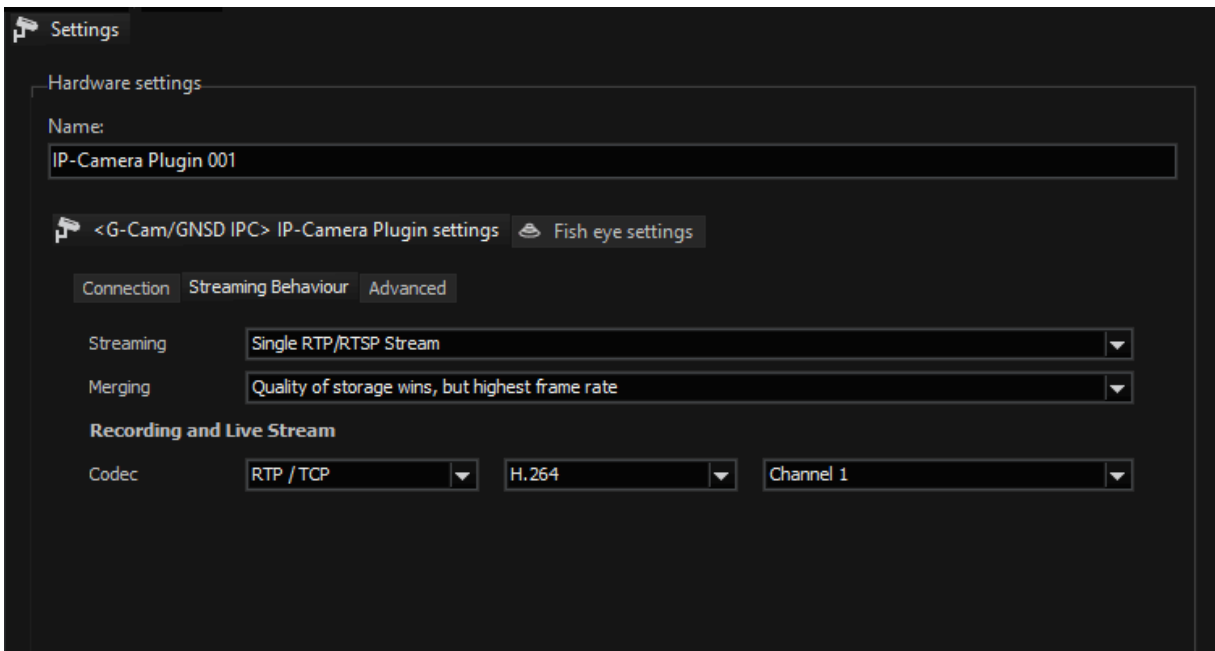 Settings
Hardware settings
Name:
IP-Camera Plugin 001
<G-Cam/GNSD IPC> IP-Camera Plugin settings Fish eye settings
Connection Streaming Behaviour Advanced
Streaming Single RTP/RTSP Stream
Merging Quality of storage wins, but highest frame rate
Recording and Live Stream
Codec RTP / TCP H.264 Channel 1